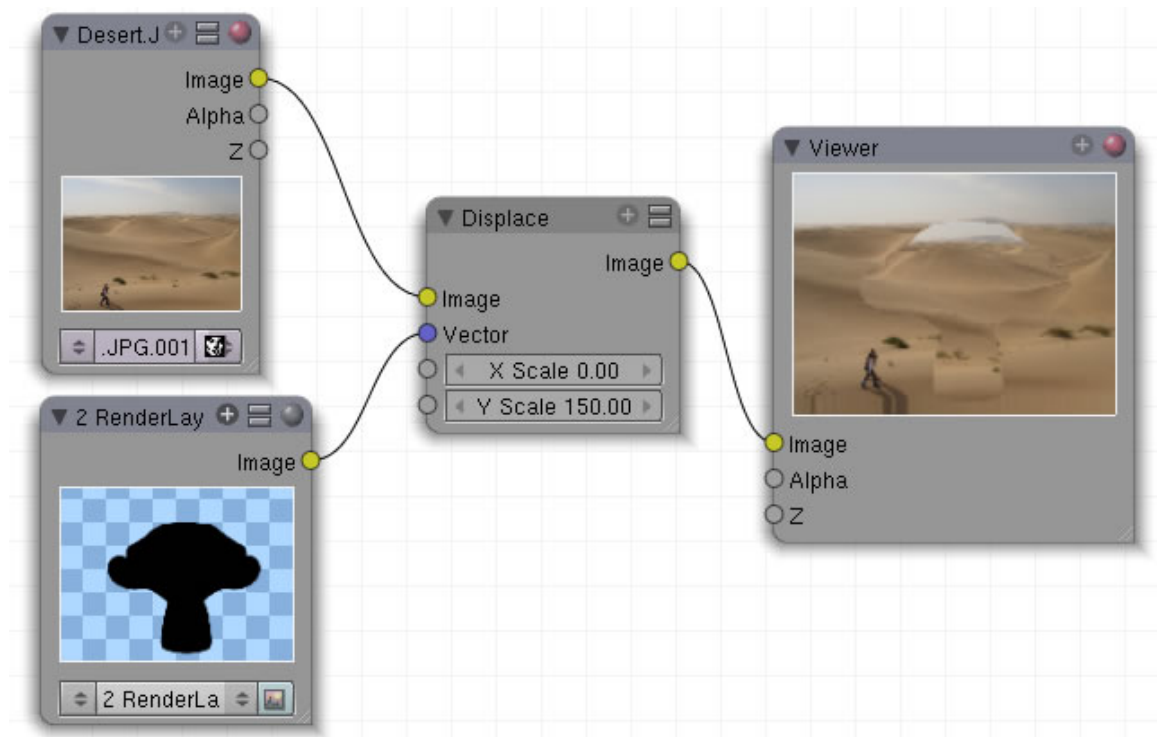 Desert.J
Image
Alpha
Z
.JPG.001
2 RenderLay
Image
2 RenderLa
Displace
Image
Image
Vector
X Scale 0.00
Y Scale 150.00
Viewer
Image
Alpha
Z